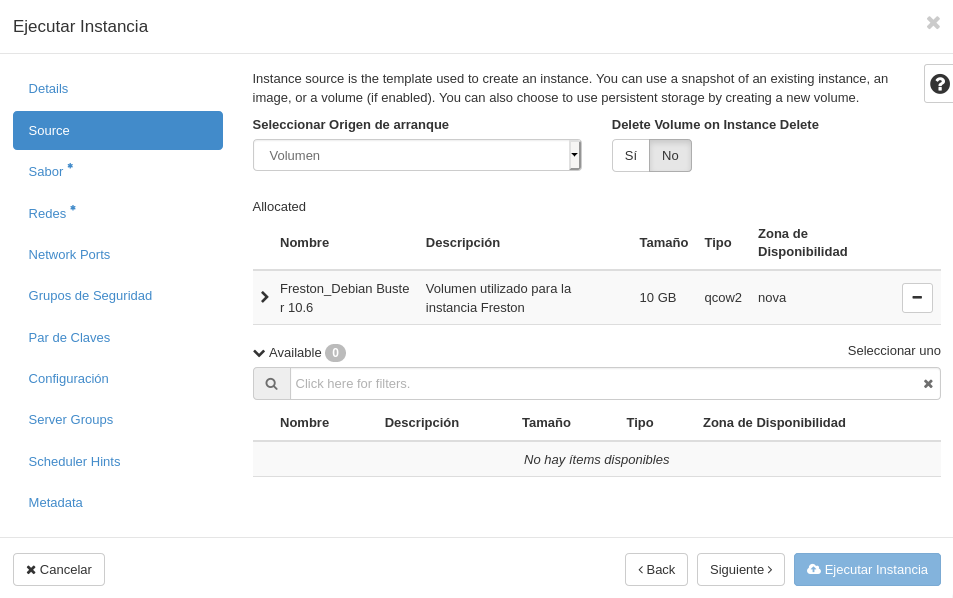 Ejecutar Instancia
Details
Source
Sabor *
Redes *
Network Ports
Grupos de Seguridad
Par de Claves
Configuración
Server Groups
Scheduler Hints
Metadata
Instance source is the template used to create an instance. You can use a snapshot of an existing instance, an
image, or a volume (if enabled). You can also choose to use persistent storage by creating a new volume.
Seleccionar Origen de arranque
Volumen
Delete Volume on Instance Delete
Sí No
Allocated
Nombre Descripción Tamaño Tipo Zona de
Disponibilidad
Freston_Debian Buste
r 10.6
Volumen utilizado para la
instancia Freston
10 GB qcow2 nova
Available 0
Seleccionar uno
Click here for filters.
Nombre Descripción Tamaño Tipo Zona de Disponibilidad
No hay ítems disponibles
Cancelar
Back
Siguiente
Ejecutar Instancia